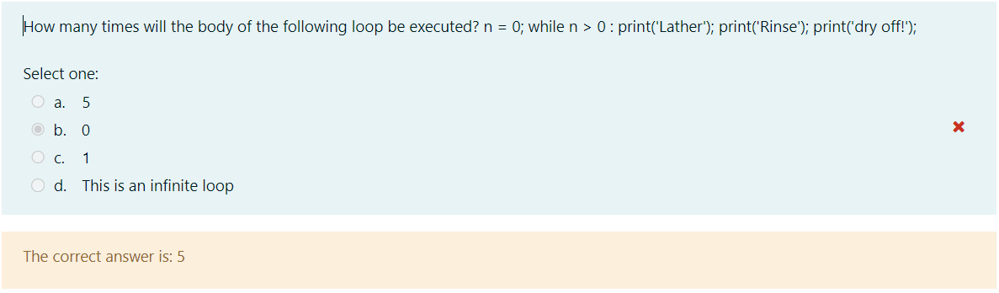 How many times will the body of the following loop be executed? n = 0; while n > 0 : print('Lather'); print('Rinse'); print('dry off!');
Select one:
a. 5
b. 0
c. 1
d. This is an infinite loop
The correct answer is: 5